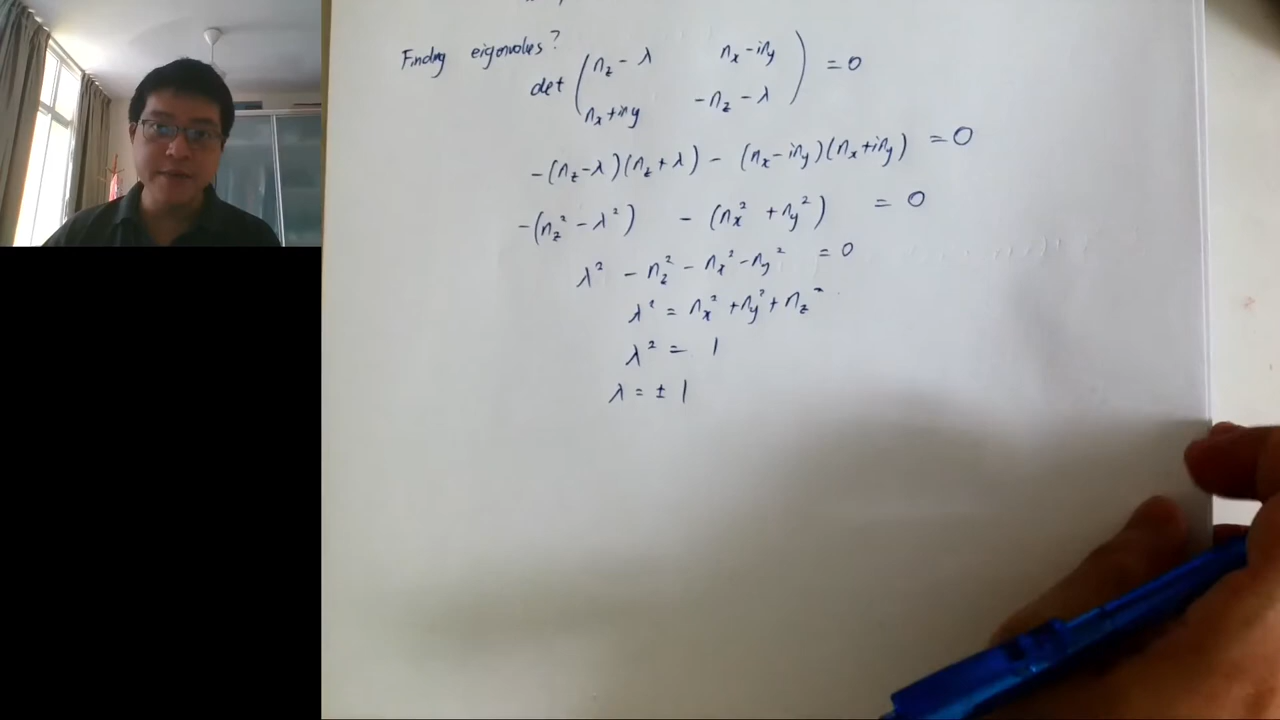 Finding eigenvalues?
det ( n_z - λ   n_x - in_y ) = 0
( n_x + in_y   - n_z - λ )
-(n_z - λ)(n_z + λ) - (n_x - in_y)(n_x + in_y) = 0
-(n_z² - λ²) - (n_x² + n_y²) = 0
λ² - n_z² - n_x² - n_y² = 0
λ² = n_x² + n_y² + n_z²
λ² = 1
λ = ± 1